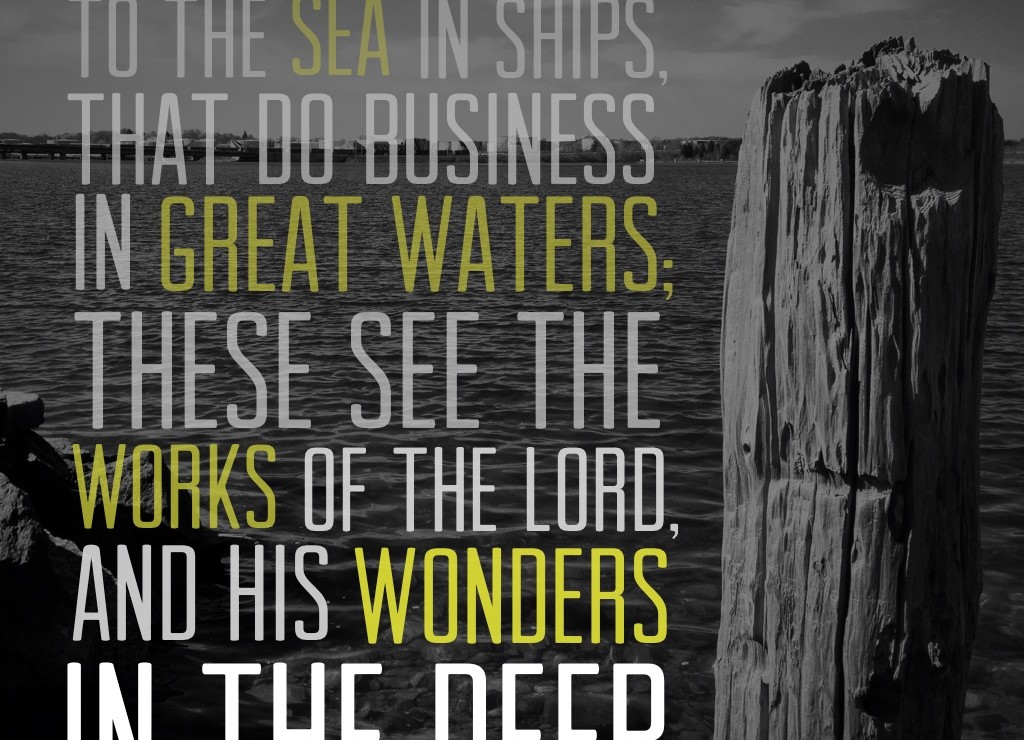 TO THE SEA IN SHIPS,
THAT DO BUSINESS
IN GREAT WATERS;
THESE SEE THE
WORKS OF THE LORD,
AND HIS WONDERS
IN THE DEEP